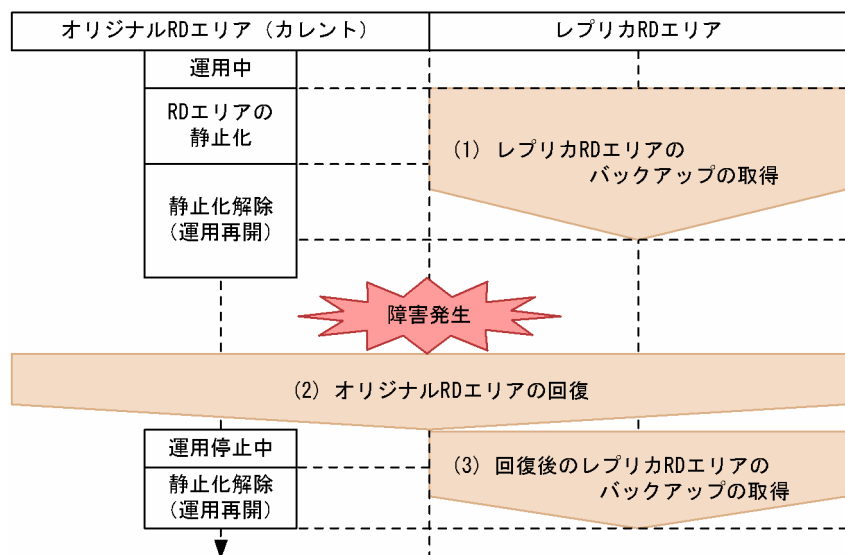 オリジナルRDエリア（カレント）
レプリカRDエリア
運用中
RDエリアの
静止化
(1) レプリカRDエリアの
バックアップの取得
静止化解除
(運用再開)
障害発生
(2) オリジナルRDエリアの回復
運用停止中
静止化解除
(運用再開)
(3) 回復後のレプリカRDエリアの
バックアップの取得